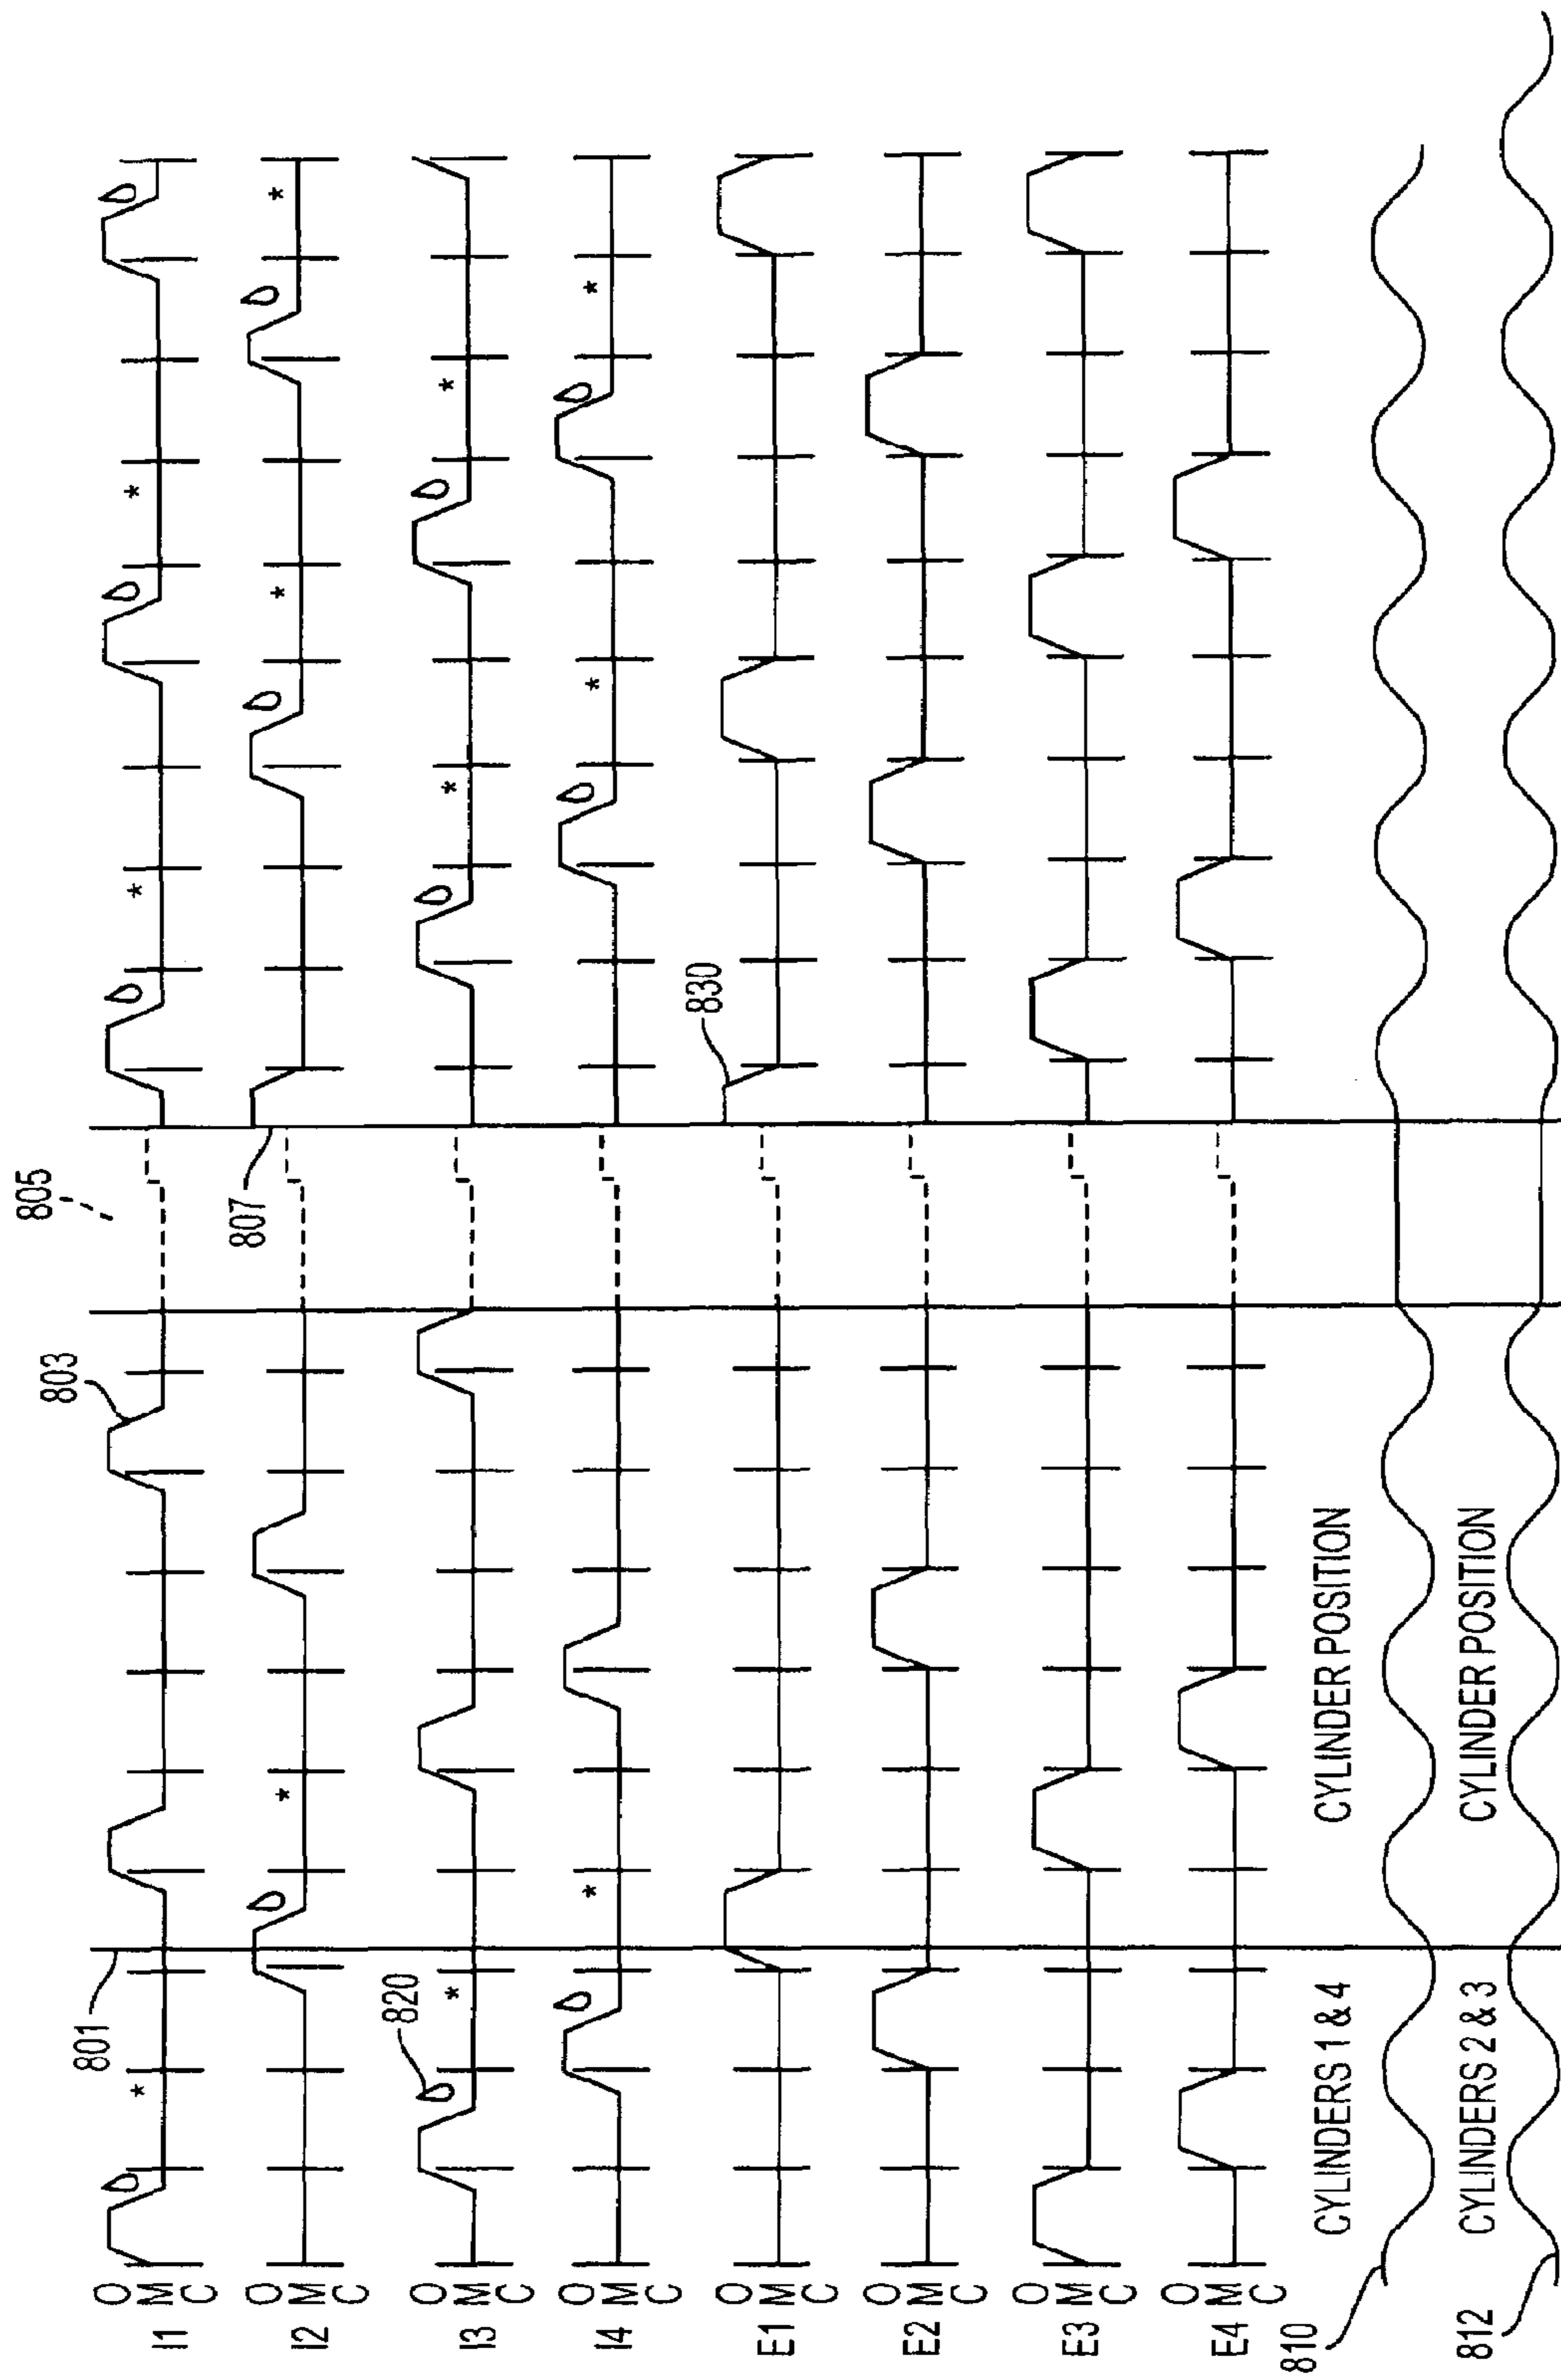 805
803
801
I1
O
M
C
*
*
*
807
I2
O
M
C
*
*
*
820
I3
O
M
C
*
*
*
I4
O
M
C
*
*
*
830
E1
O
M
C
E2
O
M
C
E3
O
M
C
E4
O
M
C
CYLINDERS 1 & 4 CYLINDER POSITION
810
CYLINDERS 2 & 3 CYLINDER POSITION
812